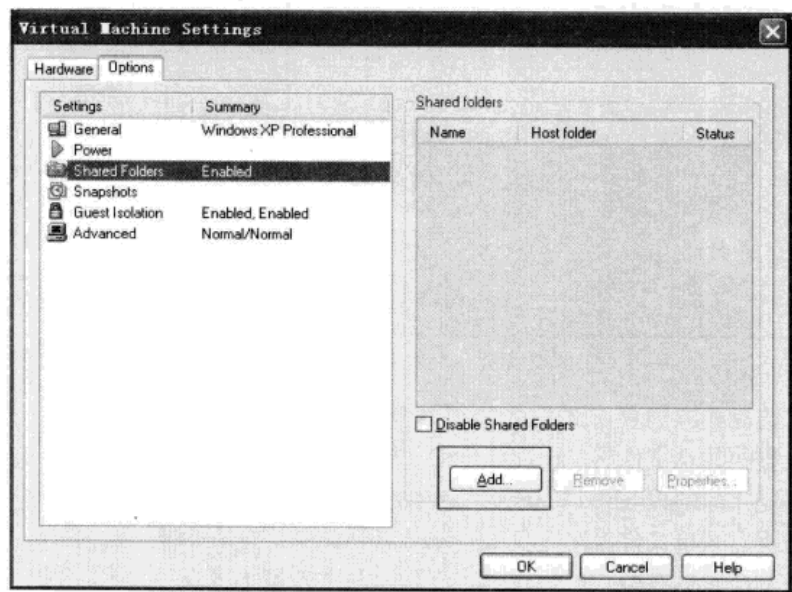 Virtual Machine Settings
Hardware Options
Settings Summary
General Windows XP Professional
Power
Shared Folders Enabled
Snapshots
Guest Isolation Enabled, Enabled
Advanced Normal/Normal
Shared folders
Name Host folder Status
Disable Shared Folders
Add... Remove Properties...
OK Cancel Help